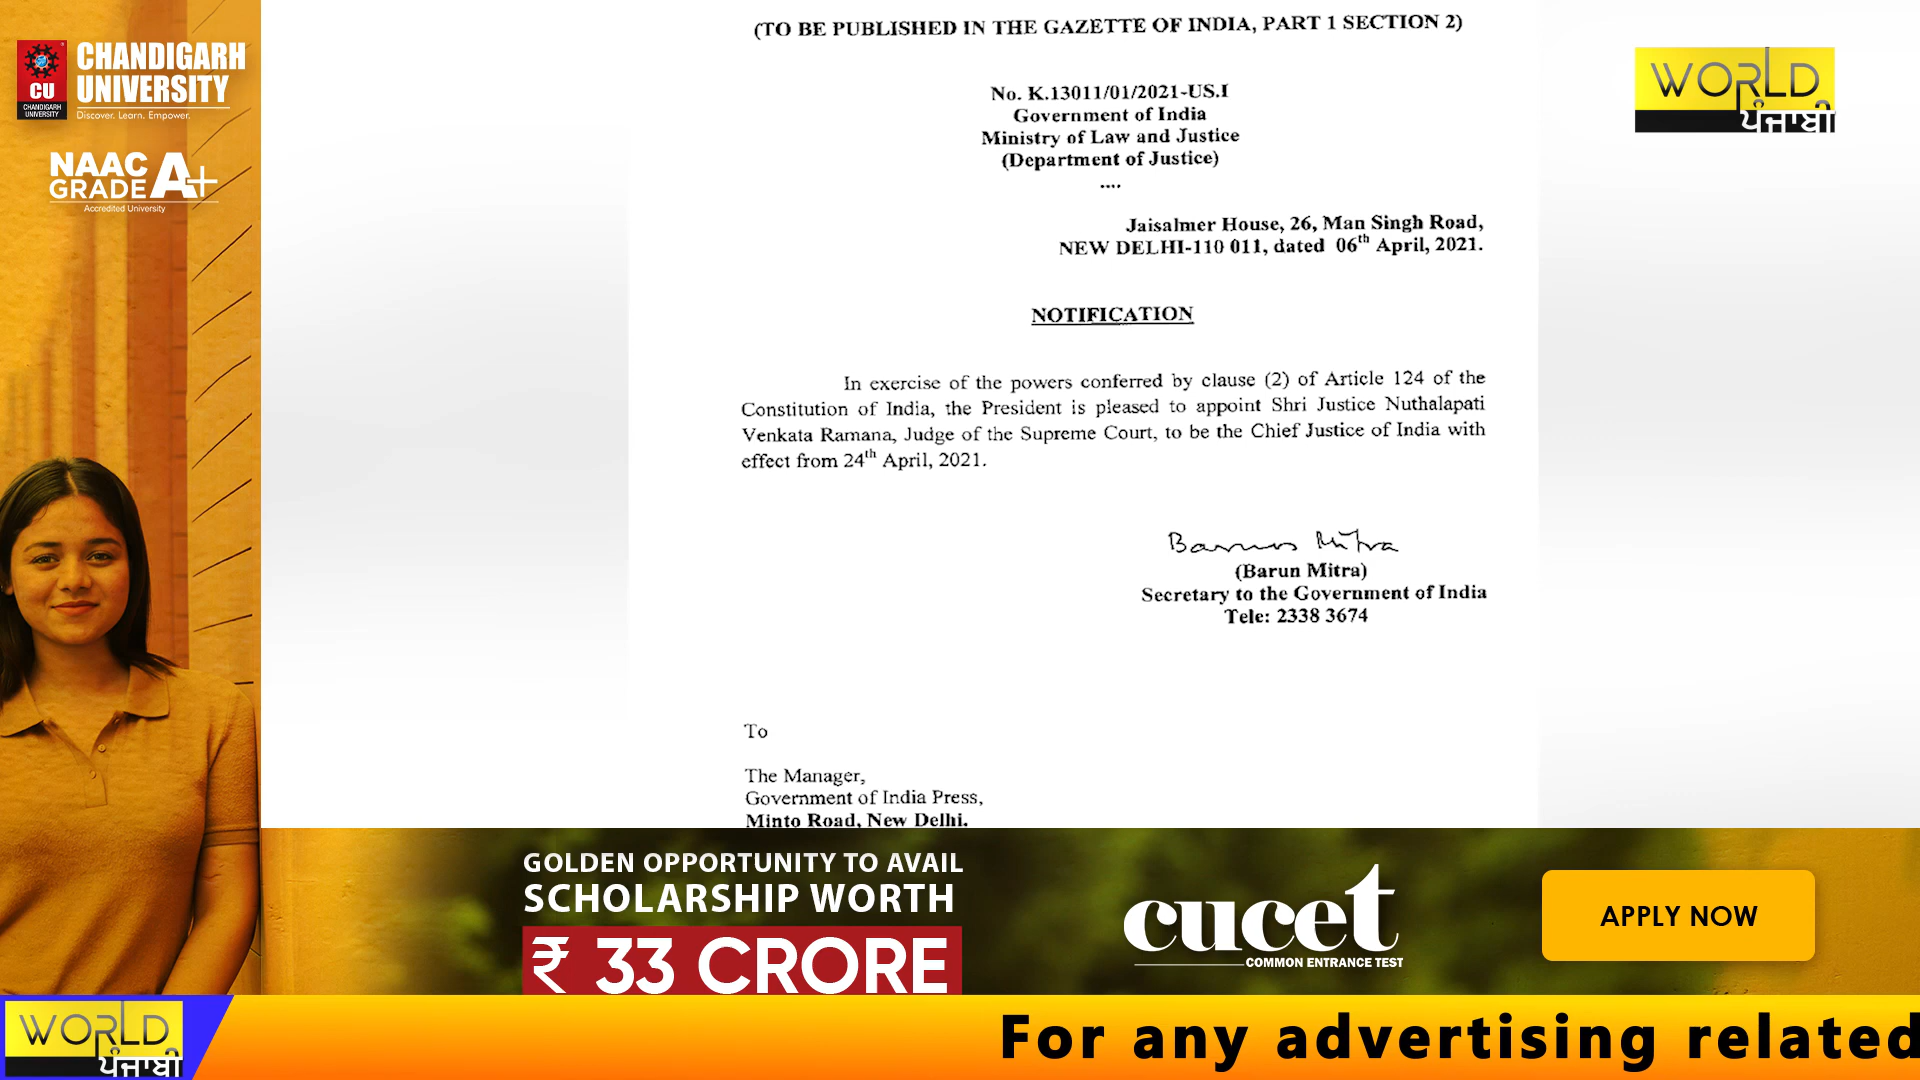 CHANDIGARH
UNIVERSITY
Discover. Learn. Empower.
CU
CHANDIGARH
UNIVERSITY
NAAC
GRADE A+
Accredited University
(TO BE PUBLISHED IN THE GAZETTE OF INDIA, PART 1 SECTION 2)
No. K.13011/01/2021-US.I
Government of India
Ministry of Law and Justice
(Department of Justice)
....
Jaisalmer House, 26, Man Singh Road,
NEW DELHI-110 011, dated 06th April, 2021.
NOTIFICATION
In exercise of the powers conferred by clause (2) of Article 124 of the
Constitution of India, the President is pleased to appoint Shri Justice Nuthalapati
Venkata Ramana, Judge of the Supreme Court, to be the Chief Justice of India with
effect from 24th April, 2021.
Barun Mitra
(Barun Mitra)
Secretary to the Government of India
Tele: 2338 3674
To
The Manager,
Government of India Press,
Minto Road, New Delhi.
WORLD
ਪੰਜਾਬੀ
GOLDEN OPPORTUNITY TO AVAIL
SCHOLARSHIP WORTH
₹ 33 CRORE
cucet
COMMON ENTRANCE TEST
APPLY NOW
WORLD
ਪੰਜਾਬੀ
For any advertising related